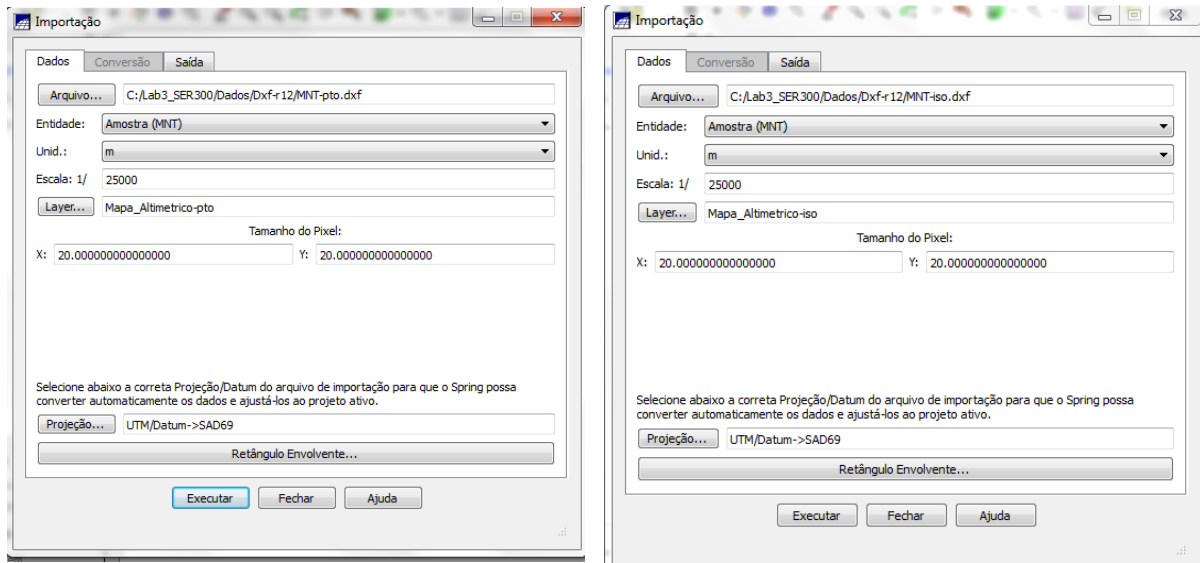 Importação
Dados Conversão Saída
Arquivo... C:/Lab3_SER300/Dados/Dxf-r12/MNT-pto.dxf
Entidade: Amostra (MNT)
Unid.: m
Escala: 1/ 25000
Layer... Mapa_Altimetrico-pto
Tamanho do Pixel:
X: 20.000000000000000 Y: 20.000000000000000
Selecione abaixo a correta Projeção/Datum do arquivo de importação para que o Spring possa
converter automaticamente os dados e ajustá-los ao projeto ativo.
Projeção... UTM/Datum->SAD69
Retângulo Envolvente...
Executar Fechar Ajuda
Importação
Dados Conversão Saída
Arquivo... C:/Lab3_SER300/Dados/Dxf-r12/MNT-iso.dxf
Entidade: Amostra (MNT)
Unid.: m
Escala: 1/ 25000
Layer... Mapa_Altimetrico-iso
Tamanho do Pixel:
X: 20.000000000000000 Y: 20.000000000000000
Selecione abaixo a correta Projeção/Datum do arquivo de importação para que o Spring possa
converter automaticamente os dados e ajustá-los ao projeto ativo.
Projeção... UTM/Datum->SAD69
Retângulo Envolvente...
Executar Fechar Ajuda